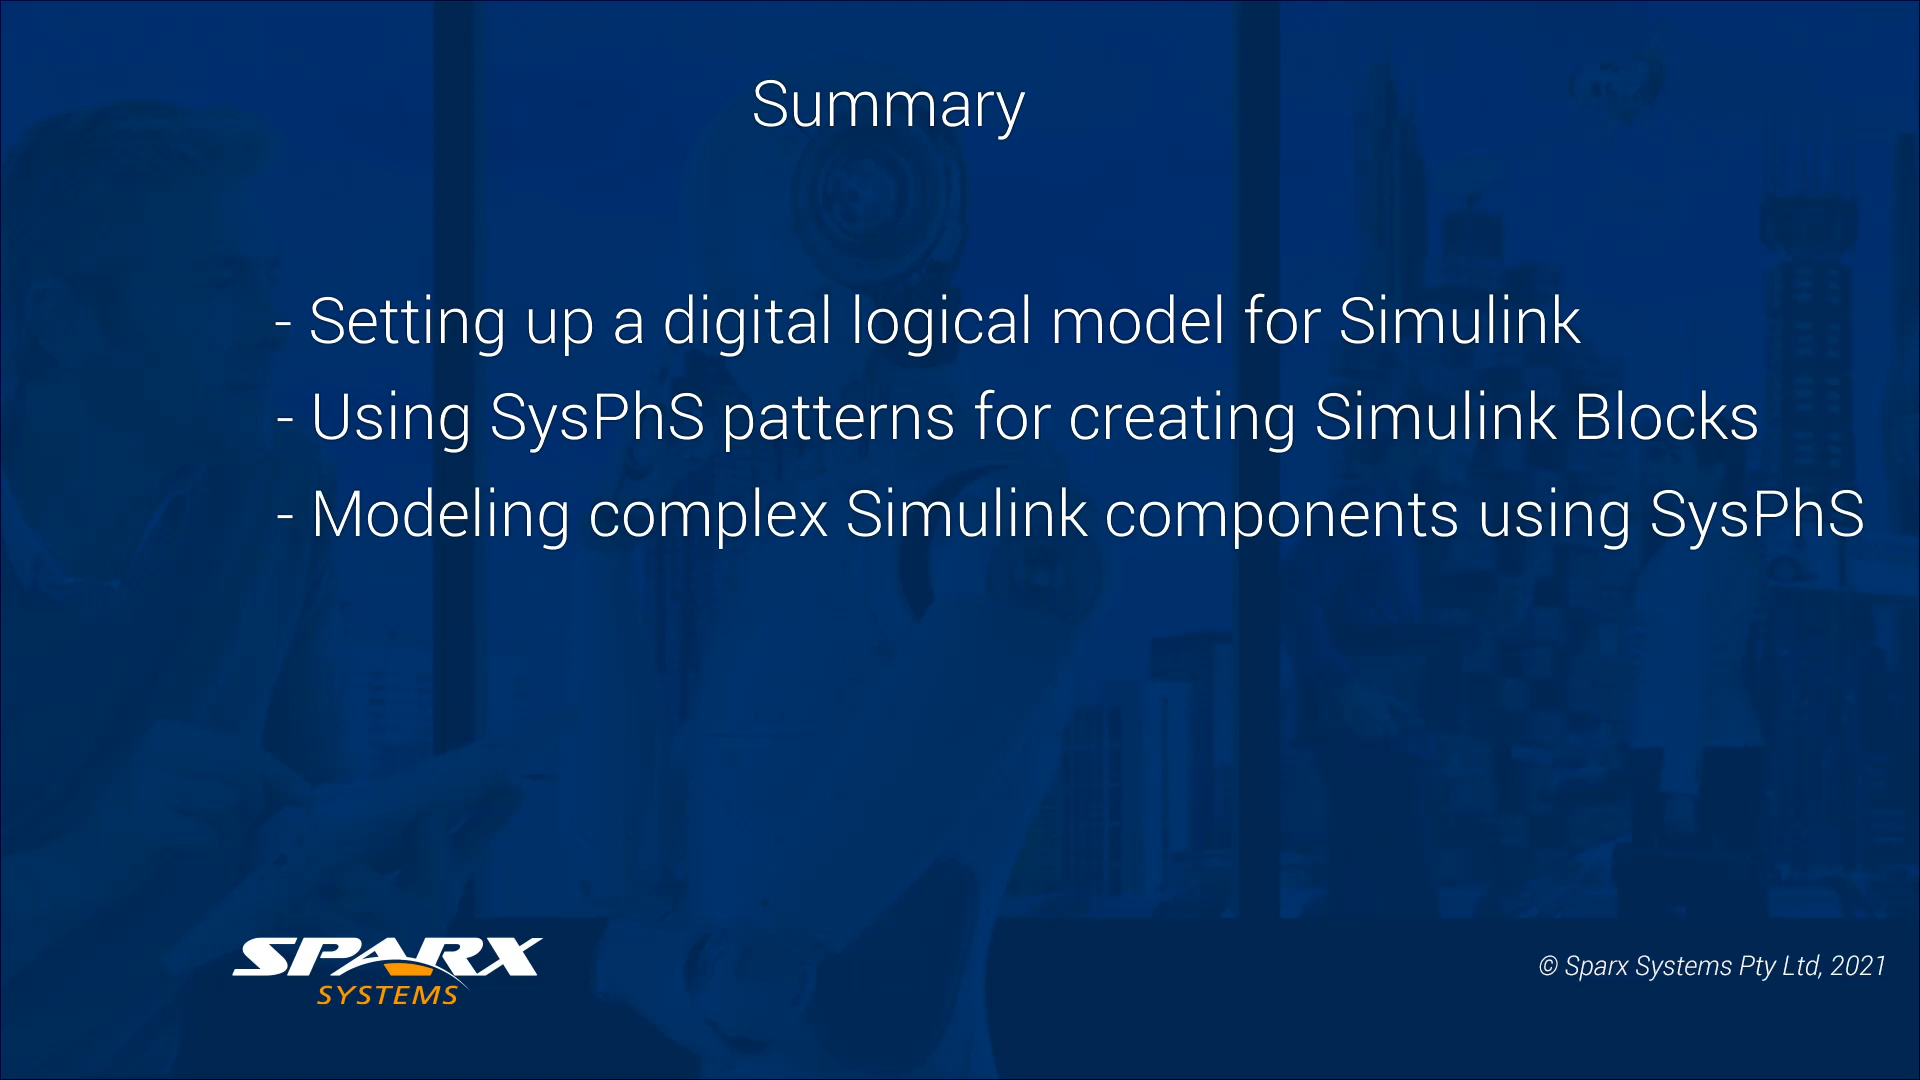 Summary
- Setting up a digital logical model for Simulink
- Using SysPhS patterns for creating Simulink Blocks
- Modeling complex Simulink components using SysPhS
SPARX
SYSTEMS
© Sparx Systems Pty Ltd, 2021